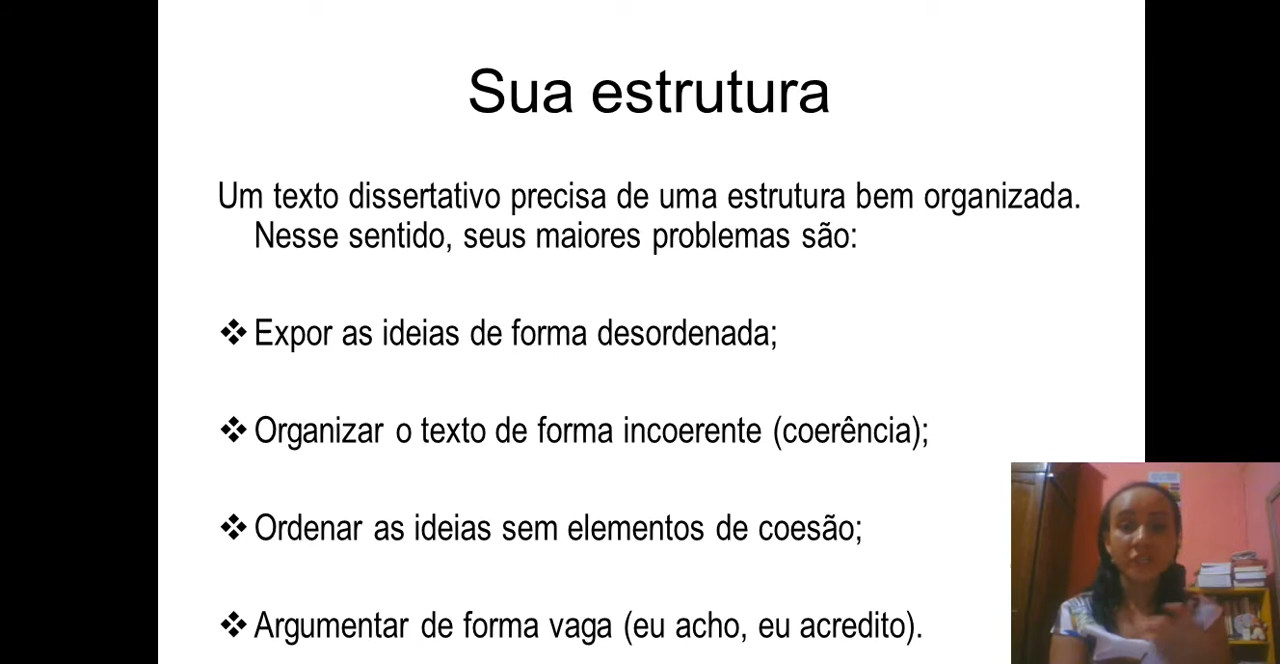 Sua estrutura
Um texto dissertativo precisa de uma estrutura bem organizada.
Nesse sentido, seus maiores problemas são:
❖ Expor as ideias de forma desordenada;
❖ Organizar o texto de forma incoerente (coerência);
❖ Ordenar as ideias sem elementos de coesão;
❖ Argumentar de forma vaga (eu acho, eu acredito).